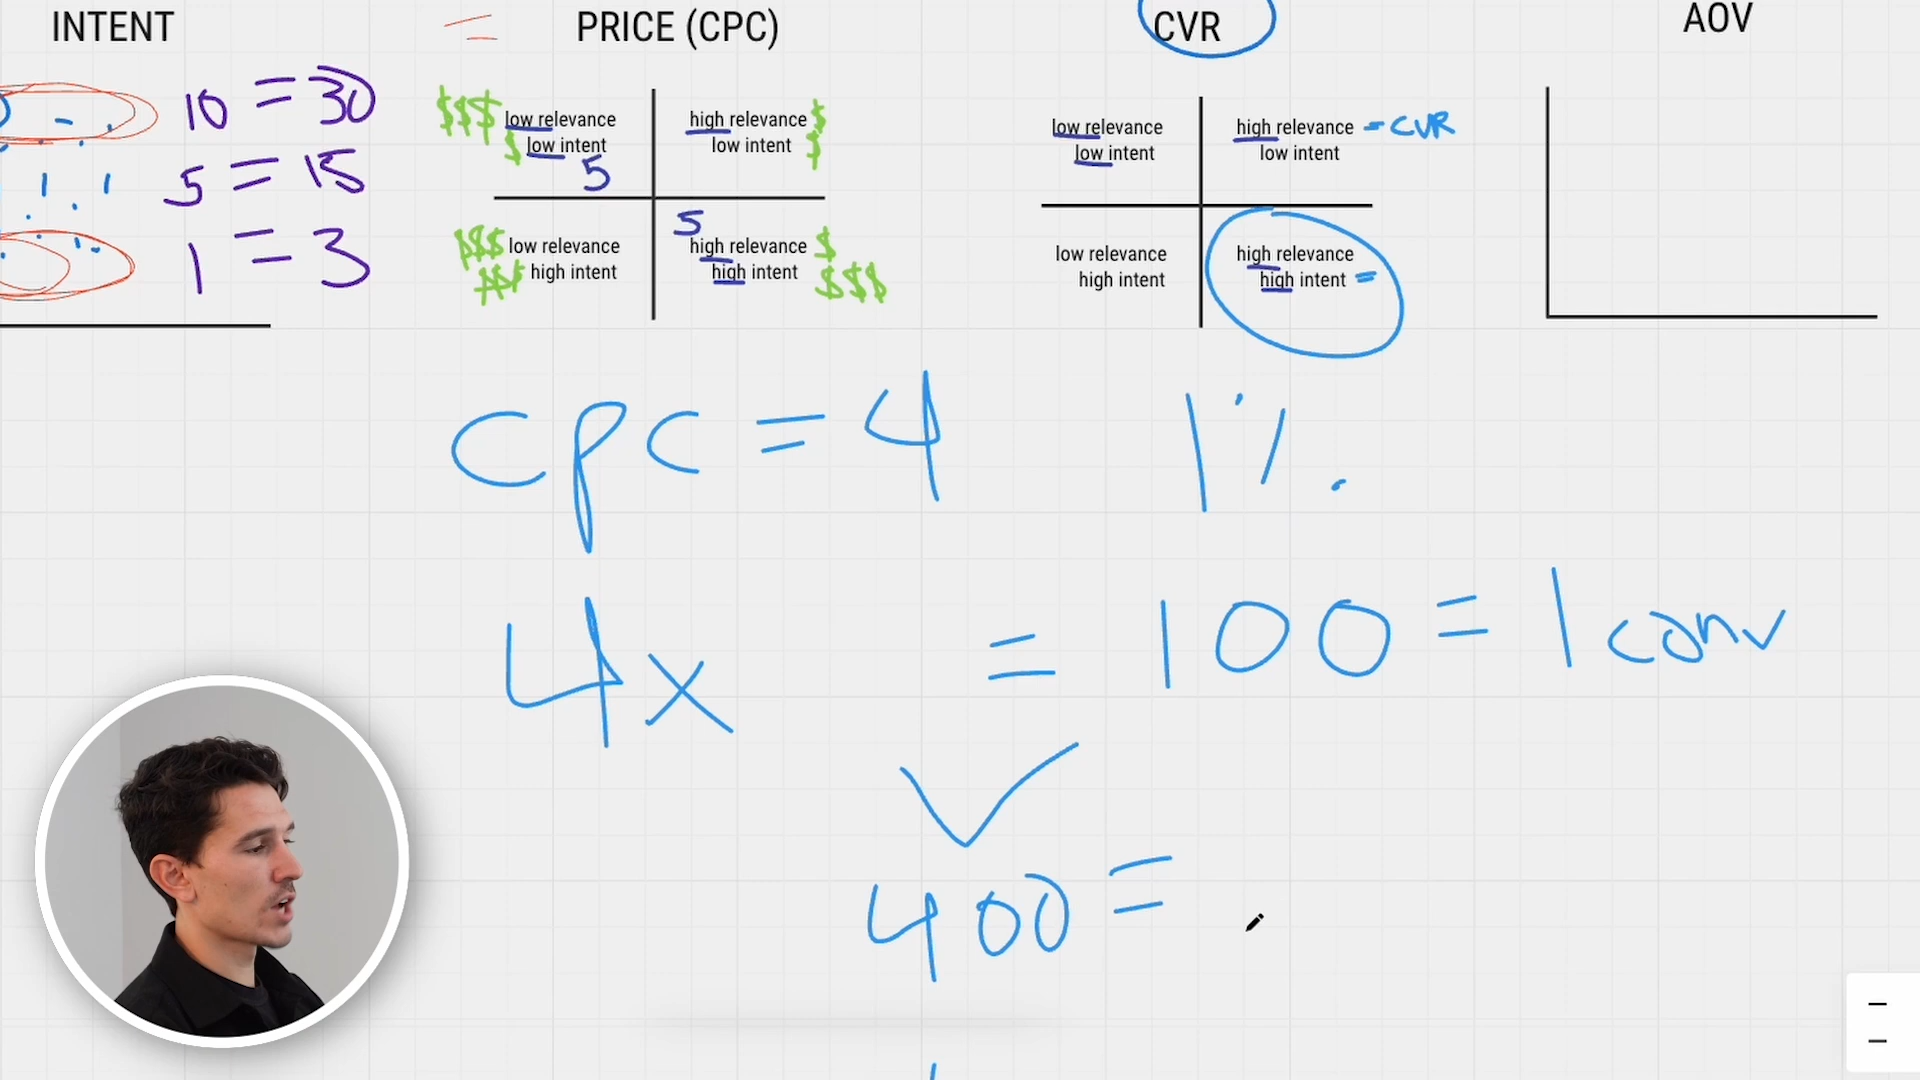 INTENT
=
PRICE (CPC)
CVR
AOV
10 = 30
5 = 15
1 = 3
$$$ low relevance
$ low intent
5
high relevance $
low intent $
$$$ low relevance
$$$ high intent
5
high relevance $
high intent $$$
low relevance
low intent
high relevance = CVR
low intent
low relevance
high intent
high relevance
high intent =
cpc = 4
1%
4x = 100 = 1 conv
400 =